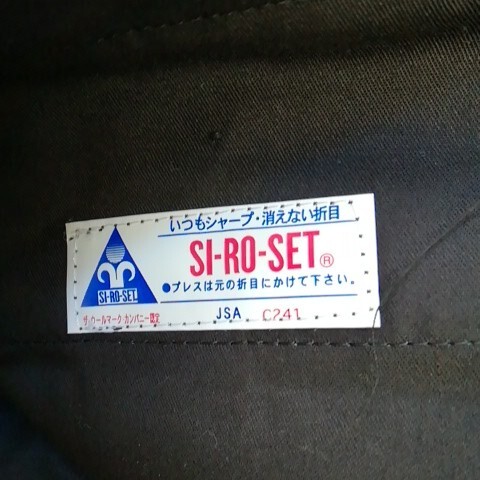 いつもシャープ・消えない折目
SI-RO-SET®
●プレスは元の折目にかけて下さい。
SI-RO-SET
ザ・ウールマーク・カンパニー認定
JSA C241